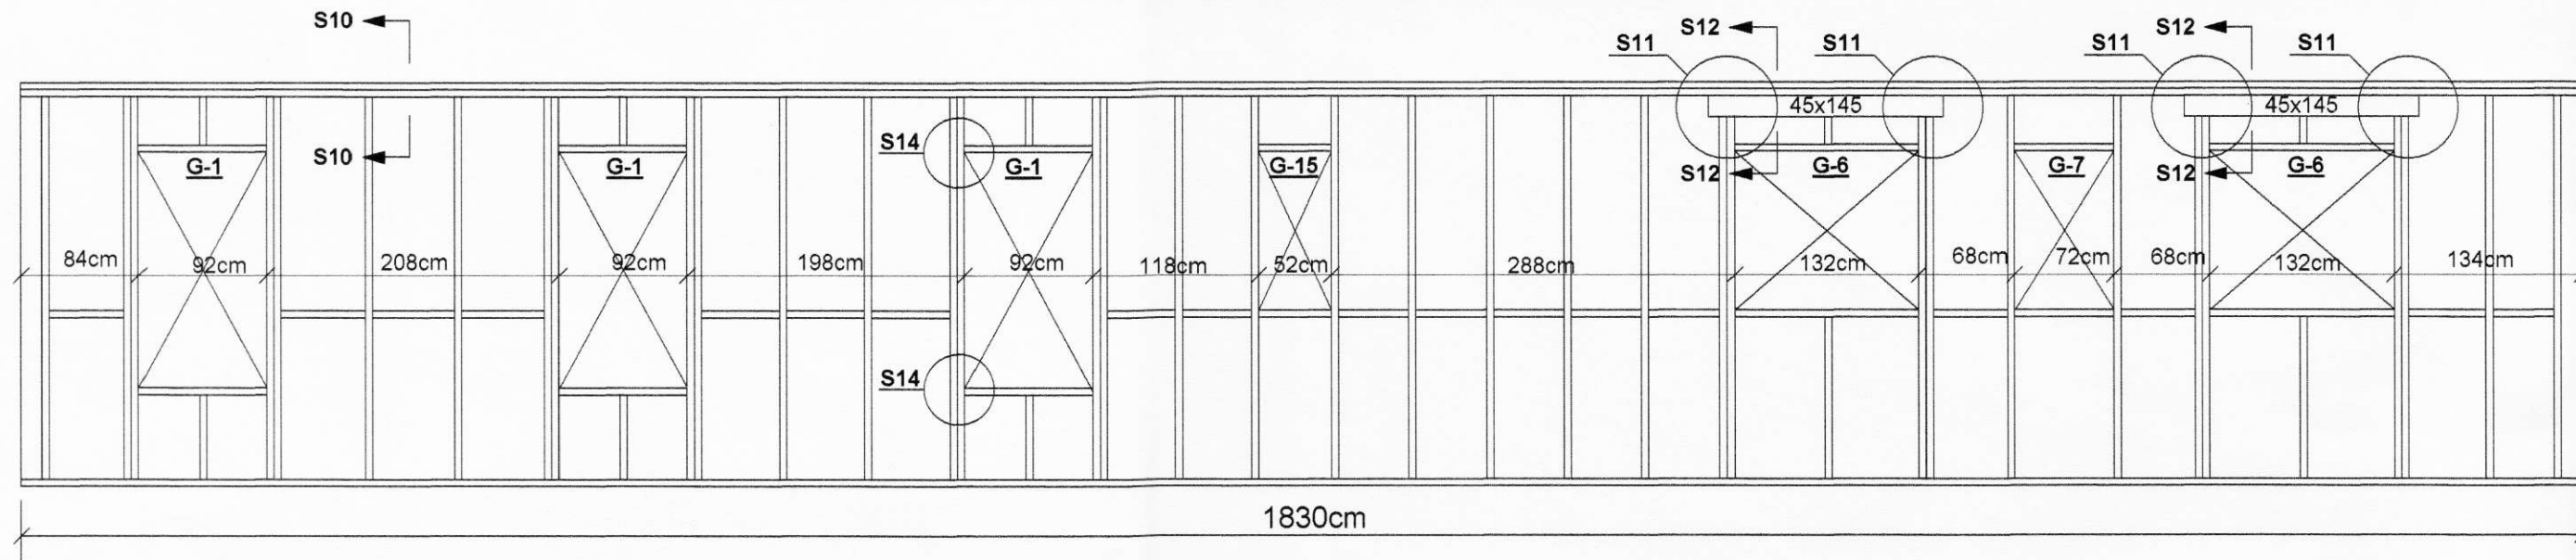 S10
S12
S12
S11
S11
S11
S11
45x145
45x145
S14
S10
G-1
G-1
G-1
G-15
S12
G-6
G-7
S12
G-6
84cm
92cm
208cm
92cm
198cm
92cm
118cm
52cm
288cm
132cm
68cm
72cm
68cm
132cm
134cm
S14
1830cm